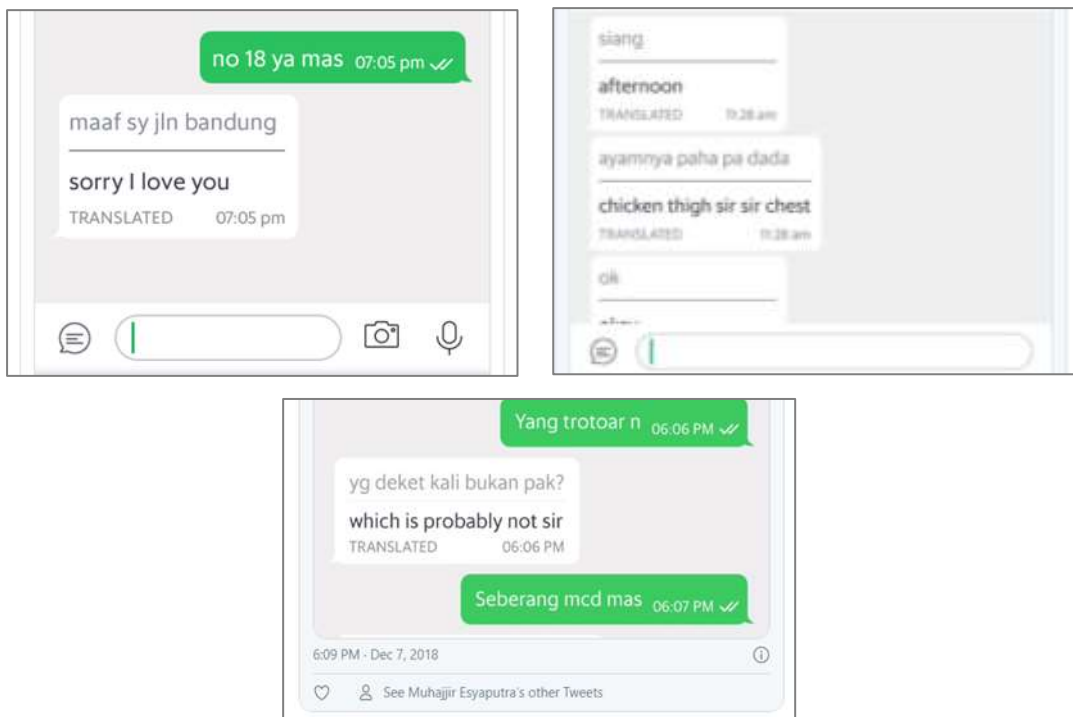 no 18 ya mas 07:05 pm
maaf sy jln bandung
sorry I love you
TRANSLATED 07:05 pm
siang
afternoon
TRANSLATED 11:28 am
ayamnya paha pa dada
chicken thigh sir sir chest
TRANSLATED 11:28 am
ok
Yang trotoar n 06:06 PM
yg deket kali bukan pak?
which is probably not sir
TRANSLATED 06:06 PM
Seberang mcd mas 06:07 PM
6:09 PM - Dec 7, 2018
See Muhajjir Esyaputra's other Tweets